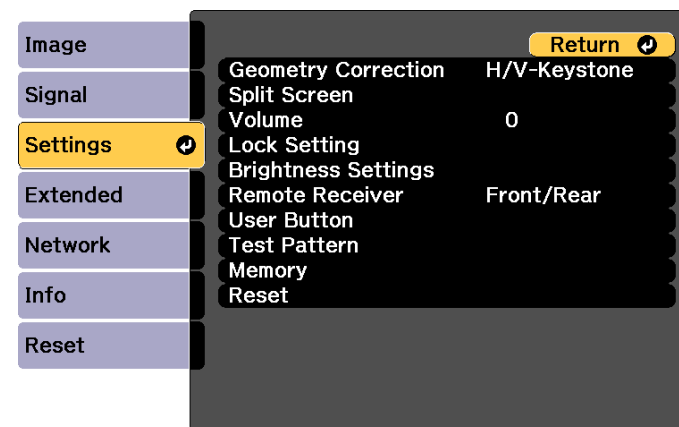 Image
Signal
Settings
Extended
Network
Info
Reset
Return
Geometry Correction H/V-Keystone
Split Screen
Volume 0
Lock Setting
Brightness Settings
Remote Receiver Front/Rear
User Button
Test Pattern
Memory
Reset